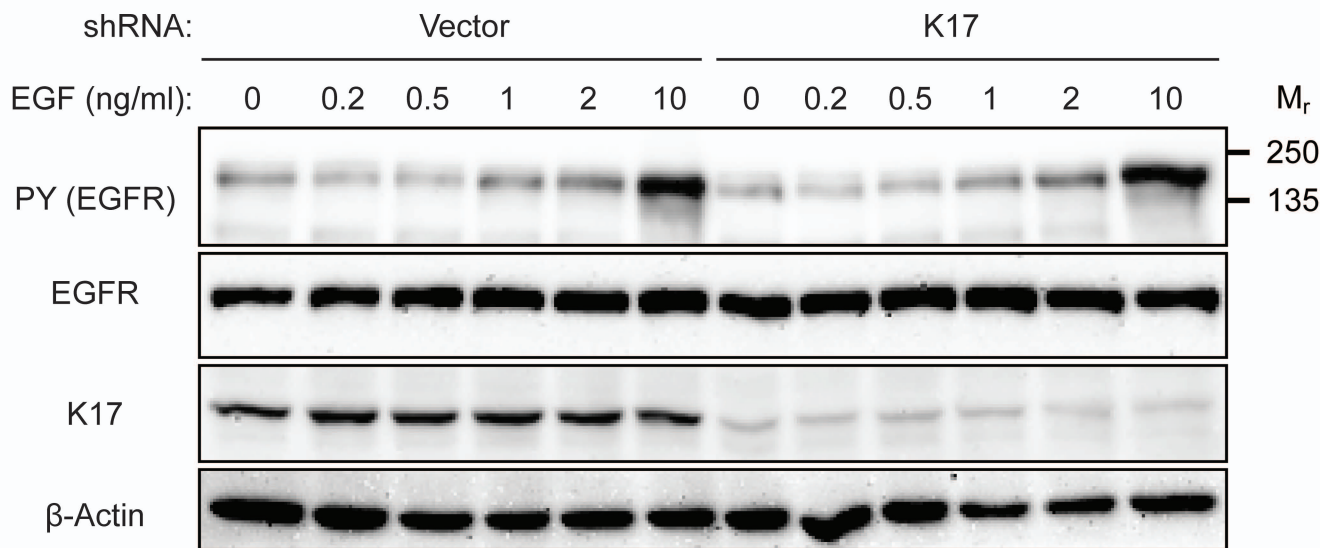 shRNA: Vector K17
EGF (ng/ml): 0 0.2 0.5 1 2 10 0 0.2 0.5 1 2 10 Mr
250
PY (EGFR) 135
EGFR
K17
β-Actin